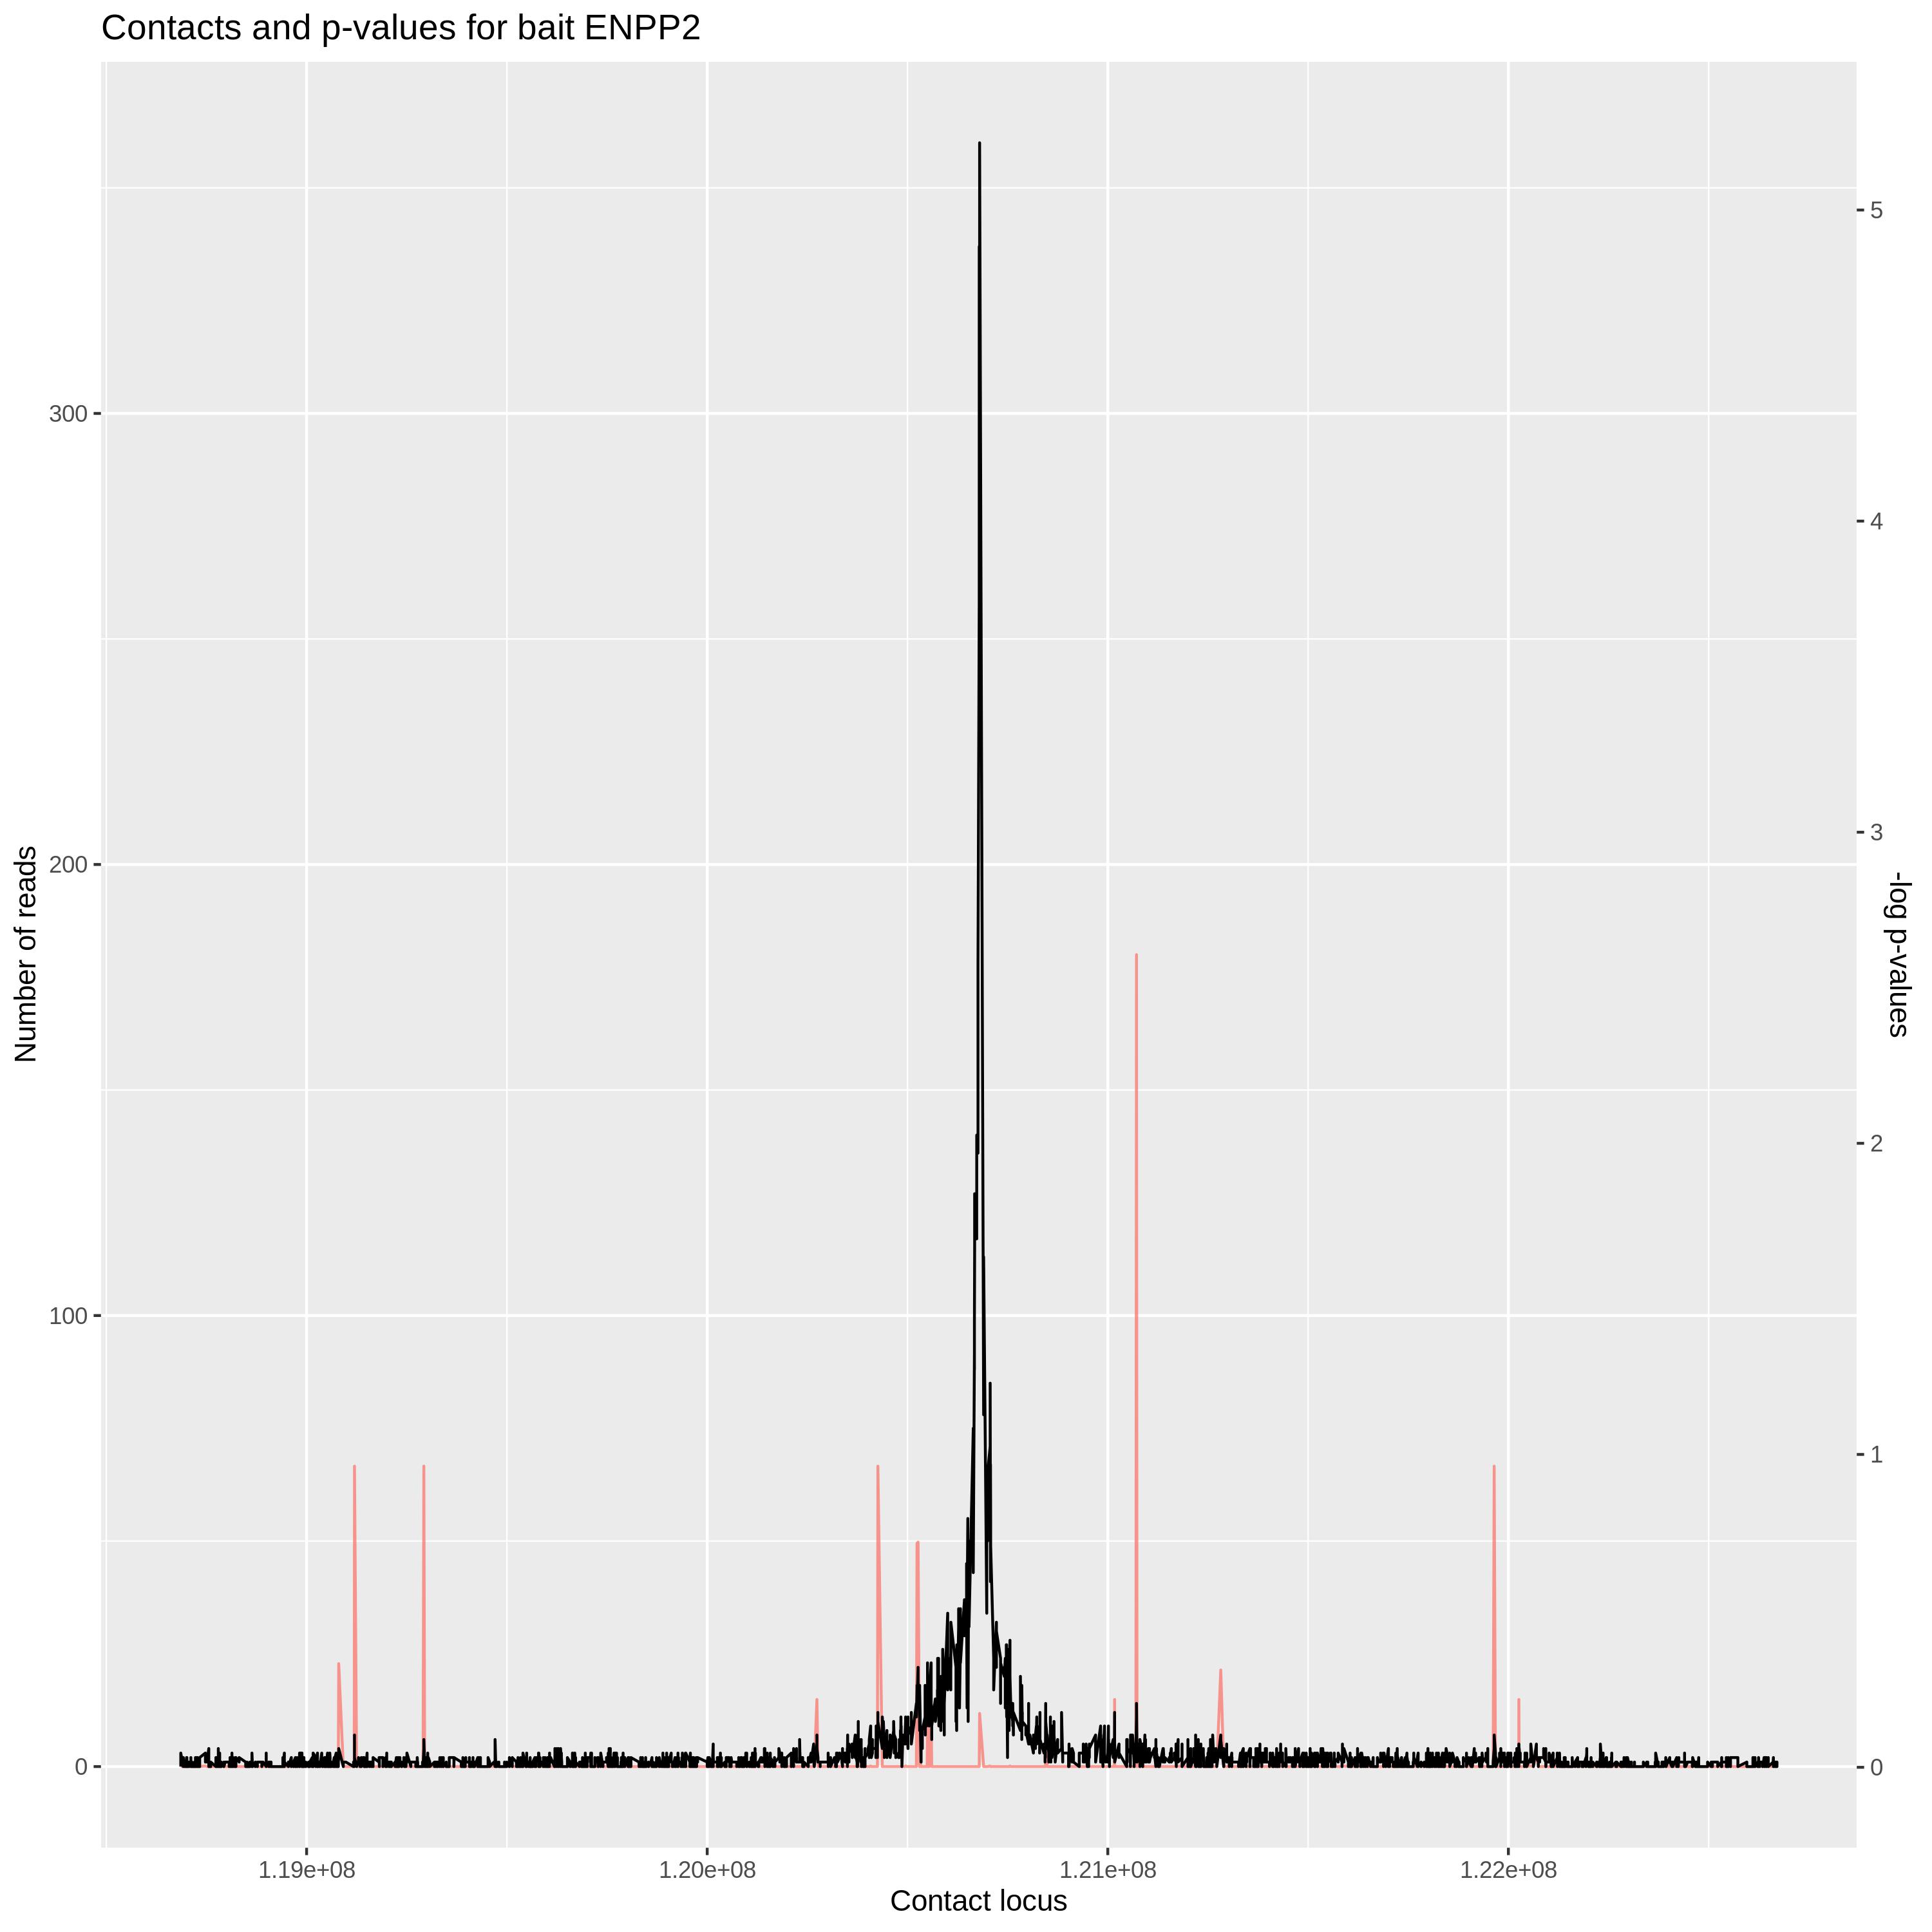 Contacts and p-values for bait ENPP2
Number of reads
300
200
100
0
5
4
3
2
1
0
-log p-values
1.19e+08 1.20e+08 1.21e+08 1.22e+08
Contact locus